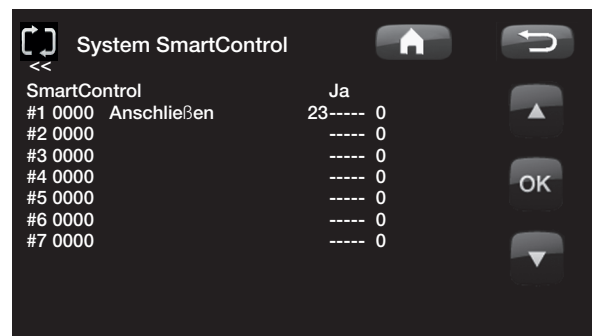 System SmartControl
<<
SmartControl Ja
#1 0000 Anschließen 23----- 0
#2 0000 ----- 0
#3 0000 ----- 0
#4 0000 ----- 0
#5 0000 ----- 0
#6 0000 ----- 0
#7 0000 ----- 0
OK